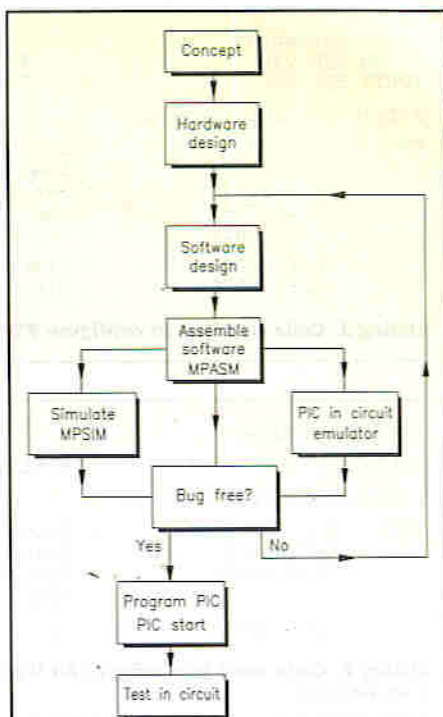 Concept
Hardware
design
Software
design
Assemble
software
MPASM
Simulate
MPSIM
PIC in circuit
emulator
Bug free?
Yes
No
Program PIC
PIC start
Test in circuit